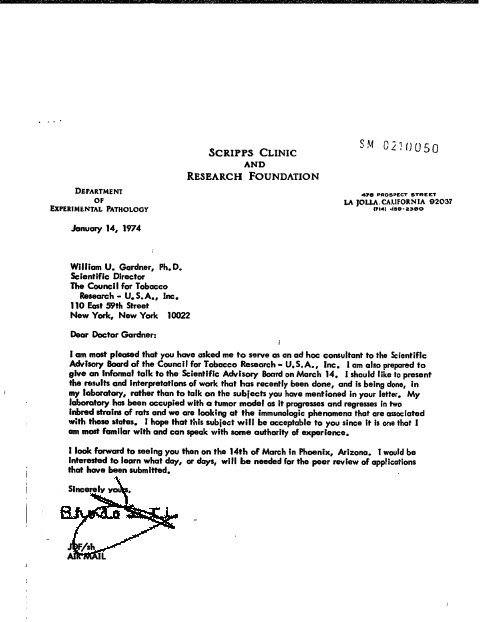 SM 0210050
SCRIPPS CLINIC
AND
RESEARCH FOUNDATION
DEPARTMENT
OF
EXPERIMENTAL PATHOLOGY
476 PROSPECT STREET
LA JOLLA, CALIFORNIA 92037
(714) 459-2390
January 14, 1974
William U. Gardner, Ph.D.
Scientific Director
The Council for Tobacco
Research - U.S.A., Inc.
110 East 59th Street
New York, New York 10022
Dear Doctor Gardner:
I am most pleased that you have asked me to serve as an ad hoc consultant to the Scientific
Advisory Board of the Council for Tobacco Research - U.S.A., Inc. I am also prepared to
give an informal talk to the Scientific Advisory Board on March 14. I should like to present
the results and interpretations of work that has recently been done, and is being done, in
my laboratory, rather than to talk on the subjects you have mentioned in your letter. My
laboratory has been occupied with a tumor model as it progresses and regresses in two
inbred strains of rats and we are looking at the immunologic phenomena that are associated
with these states. I hope that this subject will be acceptable to you since it is one that I
am most familiar with and can speak with some authority of experience.
I look forward to seeing you then on the 14th of March in Phoenix, Arizona. I would be
interested to learn what day, or days, will be needed for the peer review of applications
that have been submitted.
Sincerely yours,
JDF/sh
AIR MAIL